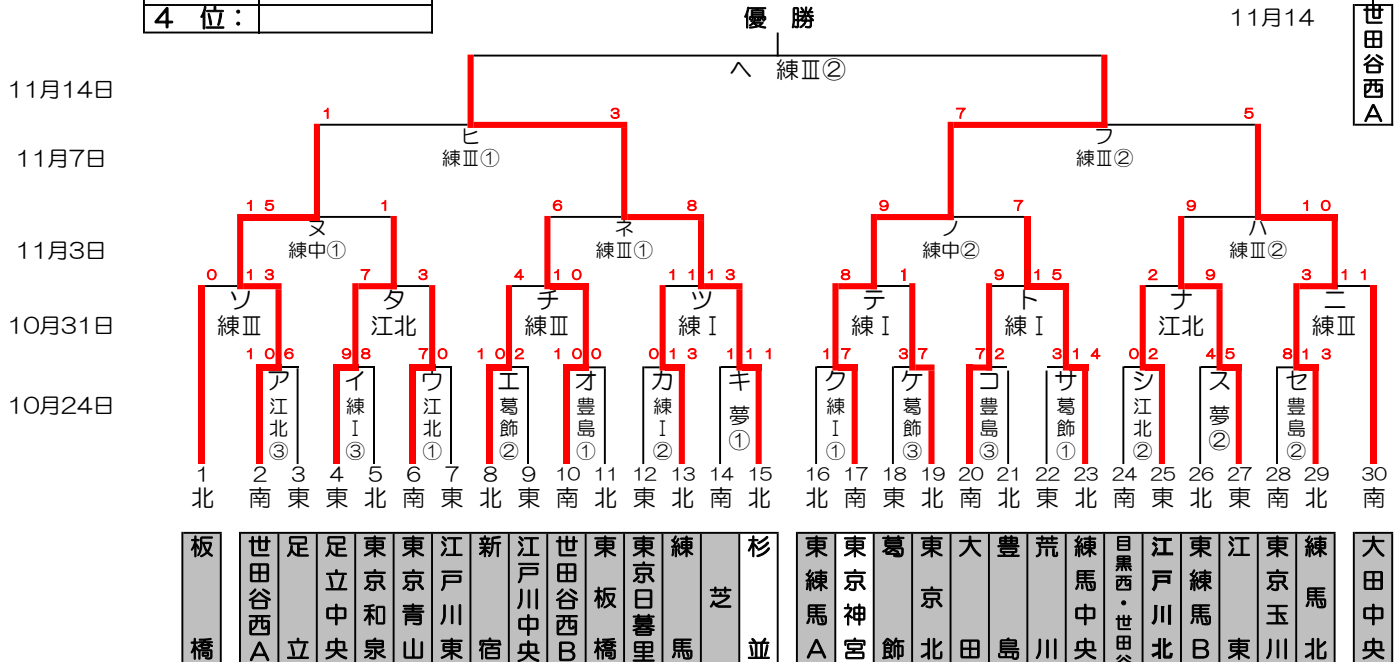 4 位：
優 勝
11月14
世田谷西A
へ 練Ⅲ②
11月14日
1 3 7 5
ヒ 練Ⅲ①
フ 練Ⅲ②
11月7日
15 1 6 8 9 7 9 10
ヌ 練中①
ネ 練Ⅲ①
ノ 練中②
ハ 練Ⅲ②
11月3日
0 13 7 3 4 10 11 13 8 1 9 15 2 9 3 11
ソ 練Ⅲ
タ 江北
チ 練Ⅲ
ツ 練Ⅰ
テ 練Ⅰ
ト 練Ⅰ
ナ 江北
ニ 練Ⅲ
10月31日
10 6 9 8 7 0 10 2 10 0 0 13 1 11 1 7 3 7 7 2 3 14 0 2 4 5 8 13
ア 江北③
イ 練Ⅰ③
ウ 江北①
エ 葛飾②
オ 豊島①
カ 練Ⅰ②
キ 夢①
ク 練Ⅰ①
ケ 葛飾③
コ 豊島③
サ 葛飾①
シ 江北②
ス 夢②
セ 豊島②
10月24日
1 2 3 4 5 6 7 8 9 10 11 12 13 14 15 16 17 18 19 20 21 22 23 24 25 26 27 28 29 30
北 南 東 東 北 南 東 北 東 南 北 東 北 南 北 北 南 東 北 南 北 東 北 南 東 北 東 南 北 南
板橋
世田谷西A
足立
足立中央
東京和泉
東京青山
江戸川東
新宿
江戸川中央
世田谷西B
東板橋
東京日暮里
練馬
芝
杉並
東練馬A
東京神宮
葛飾
東京北
大田
豊島
荒川
練馬中央
目黒西・世田谷
江戸川北
東練馬B
江東
東京玉川
練馬北
大田中央